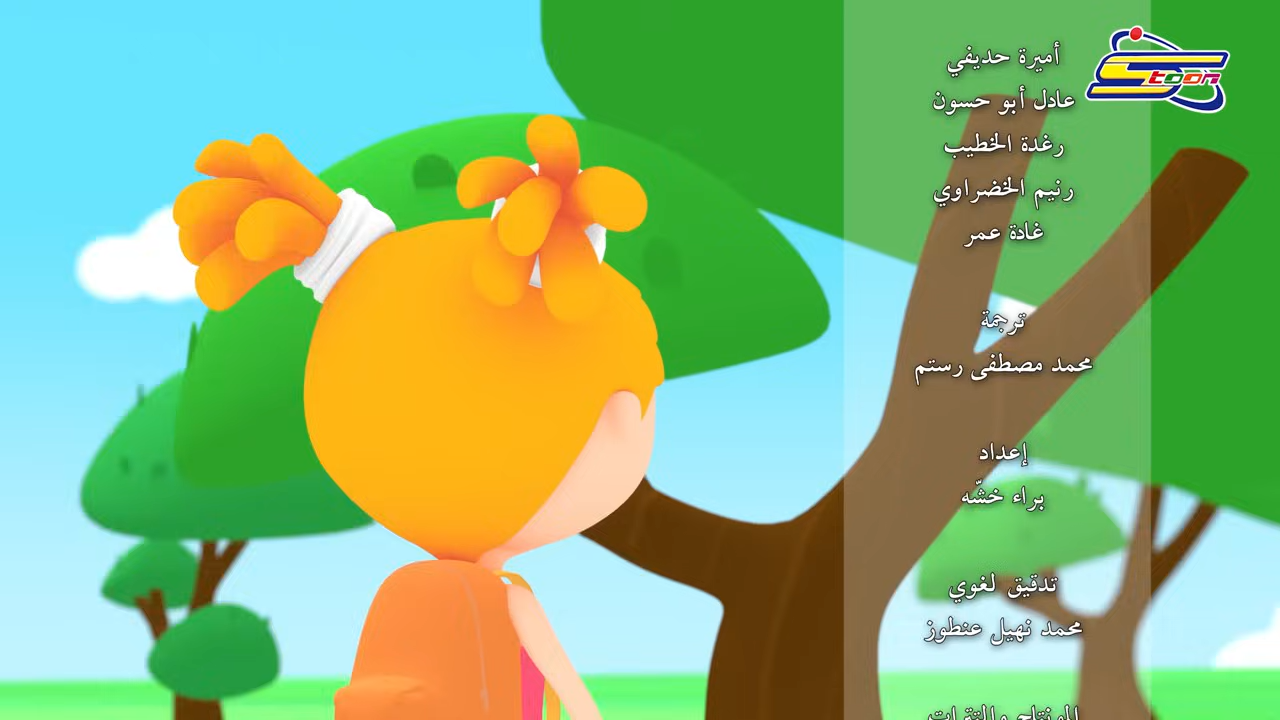 toon
أميرة حديفي
عادل أبو حسون
رغدة الخطيب
رنيم الخضراوي
غادة عمر
ترجمة
محمد مصطفى رستم
إعداد
براء خشّه
تدقيق لغوي
محمد نهيل عنطوز